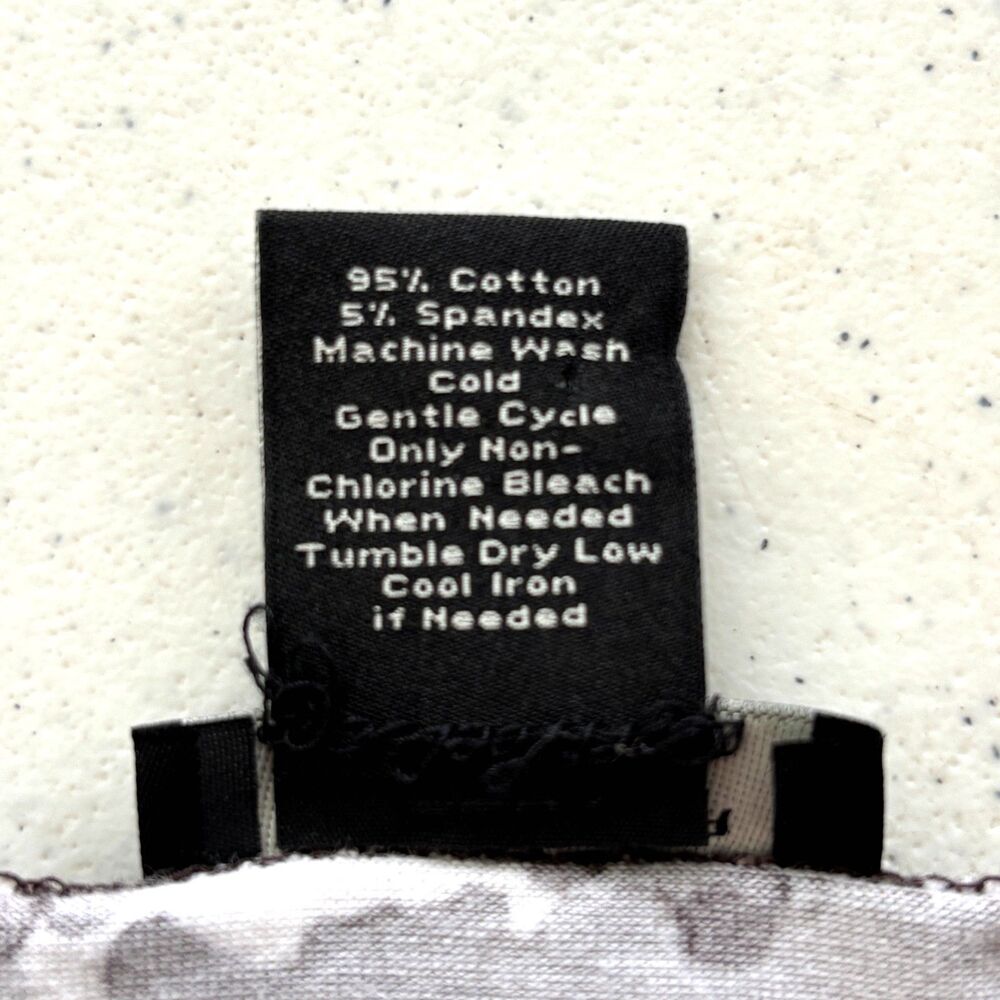 95% Cotton
5% Spandex
Machine Wash
Cold
Gentle Cycle
Only Non-
Chlorine Bleach
When Needed
Tumble Dry Low
Cool Iron
if Needed